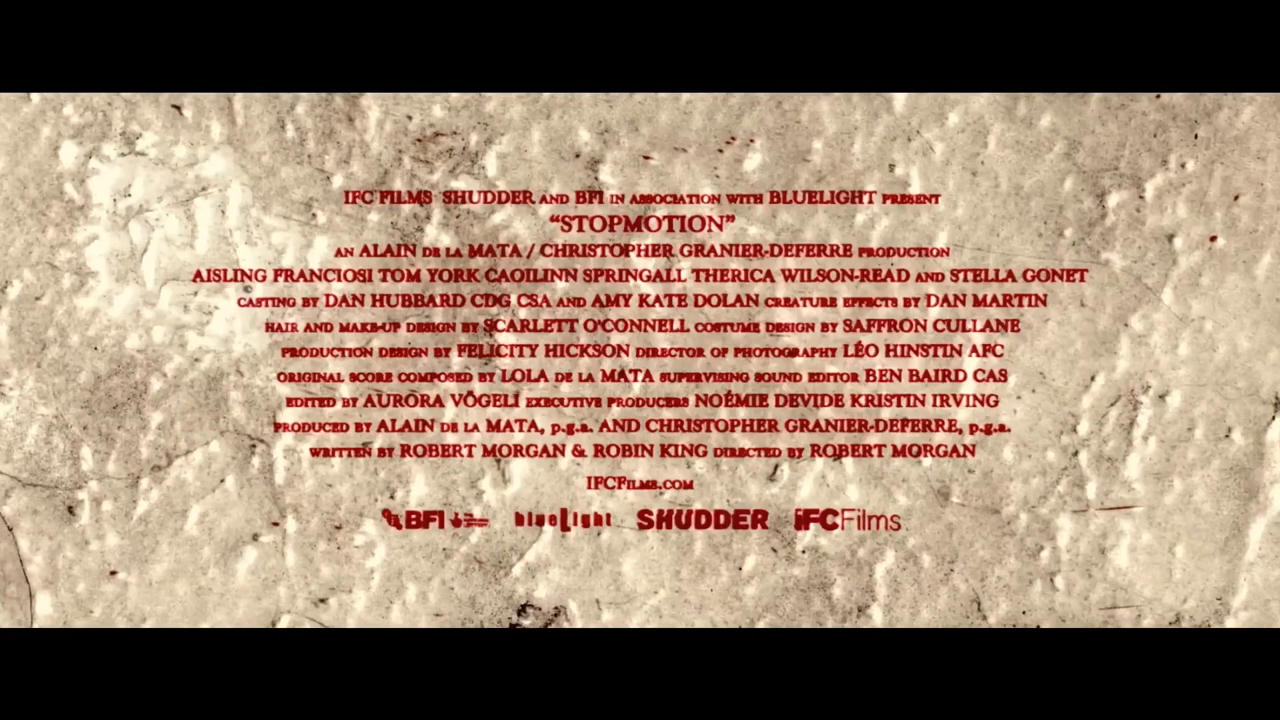 IFC FILMS SHUDDER AND BFI IN ASSOCIATION WITH BLUELIGHT PRESENT
“STOPMOTION”
AN ALAIN DE LA MATA / CHRISTOPHER GRANIER-DEFERRE PRODUCTION
AISLING FRANCIOSI TOM YORK CAOILINN SPRINGALL THERICA WILSON-READ AND STELLA GONET
CASTING BY DAN HUBBARD CDG CSA AND AMY KATE DOLAN CREATURE EFFECTS BY DAN MARTIN
HAIR AND MAKE-UP DESIGN BY SCARLETT O'CONNELL COSTUME DESIGN BY SAFFRON CULLANE
PRODUCTION DESIGN BY FELICITY HICKSON DIRECTOR OF PHOTOGRAPHY LÉO HINSTIN AFC
ORIGINAL SCORE COMPOSED BY LOLA DE LA MATA SUPERVISING SOUND EDITOR BEN BAIRD CAS
EDITED BY AURÓRA VÖGELI EXECUTIVE PRODUCERS NOÉMIE DEVIDE KRISTIN IRVING
PRODUCED BY ALAIN DE LA MATA, p.g.a. AND CHRISTOPHER GRANIER-DEFERRE, p.g.a.
WRITTEN BY ROBERT MORGAN & ROBIN KING DIRECTED BY ROBERT MORGAN
IFCFILMS.COM
BFI blueLight SHUDDER IFCFilms